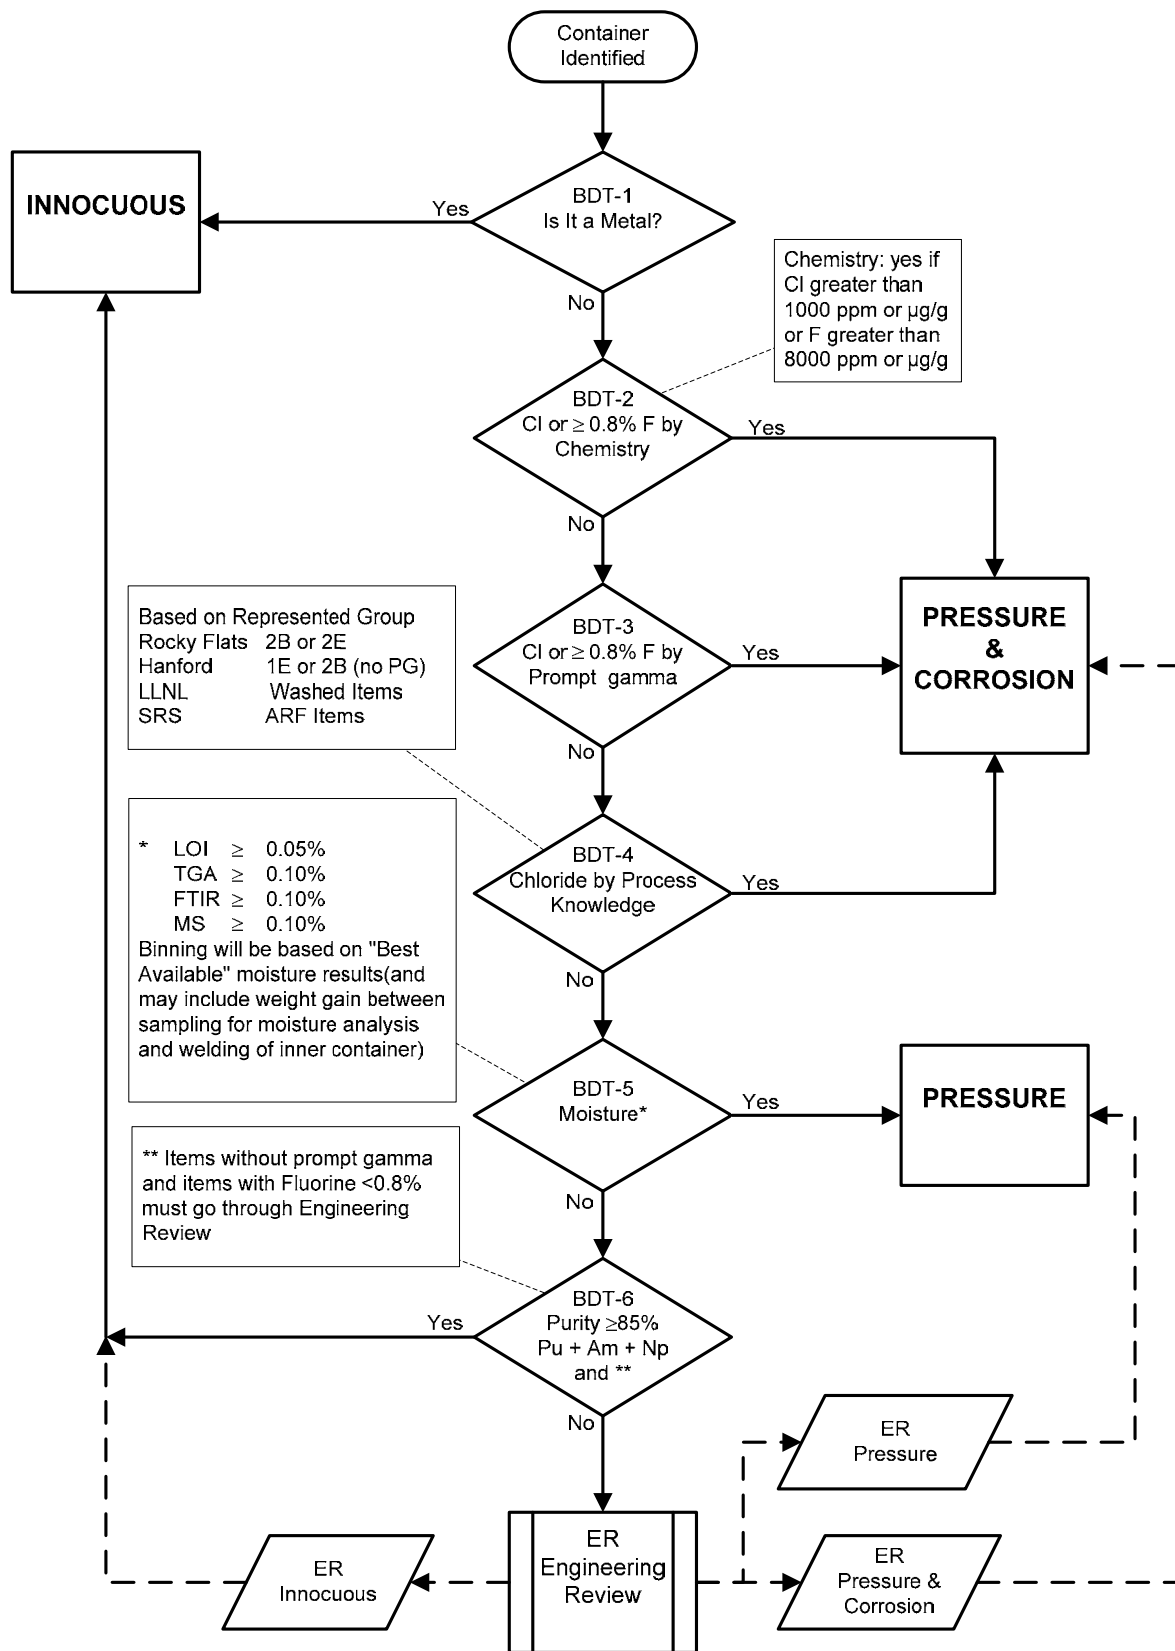 Container
Identified
INNOCUOUS
BDT-1
Is It a Metal?
Yes
No
Chemistry: yes if
Cl greater than
1000 ppm or µg/g
or F greater than
8000 ppm or µg/g
BDT-2
Cl or ≥ 0.8% F by
Chemistry
Yes
No
Based on Represented Group
Rocky Flats 2B or 2E
Hanford 1E or 2B (no PG)
LLNL Washed Items
SRS ARF Items
BDT-3
Cl or ≥ 0.8% F by
Prompt gamma
Yes
No
PRESSURE
&
CORROSION
* LOI ≥ 0.05%
TGA ≥ 0.10%
FTIR ≥ 0.10%
MS ≥ 0.10%
Binning will be based on "Best
Available" moisture results(and
may include weight gain between
sampling for moisture analysis
and welding of inner container)
BDT-4
Chloride by Process
Knowledge
Yes
No
BDT-5
Moisture*
Yes
No
PRESSURE
** Items without prompt gamma
and items with Fluorine <0.8%
must go through Engineering
Review
BDT-6
Purity ≥85%
Pu + Am + Np
and **
Yes
No
ER
Pressure
ER
Innocuous
ER
Engineering
Review
ER
Pressure &
Corrosion